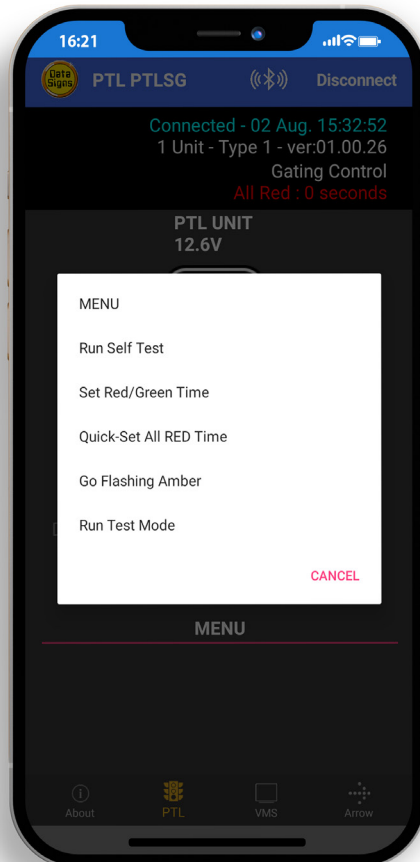 16:21
Data
Signs
PTL PTLSG
Disconnect
Connected - 02 Aug. 15:32:52
1 Unit - Type 1 - ver:01.00.26
Gating Control
All Red : 0 seconds
PTL UNIT
12.6V
MENU
Run Self Test
Set Red/Green Time
Quick-Set All RED Time
Go Flashing Amber
Run Test Mode
CANCEL
MENU
About
PTL
VMS
Arrow